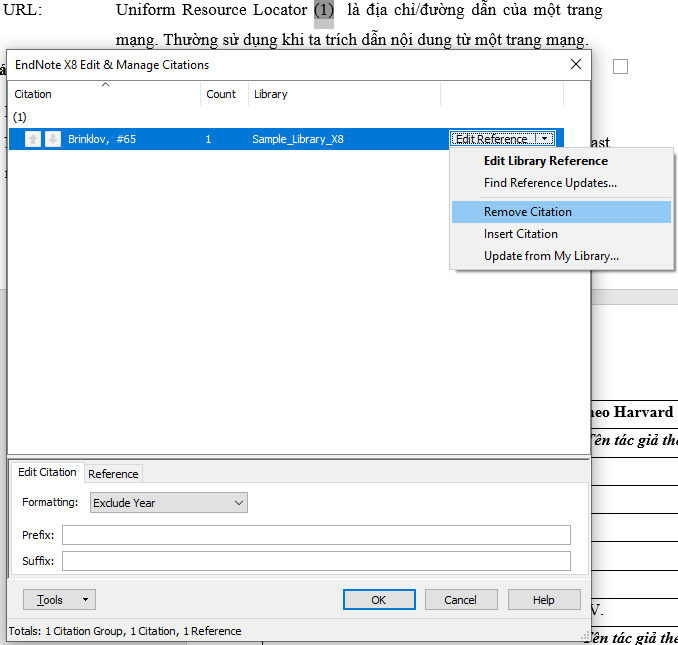 URL: Uniform Resource Locator (1) là địa chỉ/đường dẫn của một trang
mạng. Thường sử dụng khi ta trích dẫn nội dung từ một trang mạng.
EndNote X8 Edit & Manage Citations
Citation Count Library
(1)
Brinklov, #65 1 Sample_Library_X8 Edit Reference
Edit Library Reference
Find Reference Updates...
Remove Citation
Insert Citation
Update from My Library...
ast
heo Harvard
Tên tác giả the
Edit Citation Reference
Formatting: Exclude Year
Prefix:
Suffix:
Tools OK Cancel Help
V.
Totals: 1 Citation Group, 1 Citation, 1 Reference
Tên tác giả the